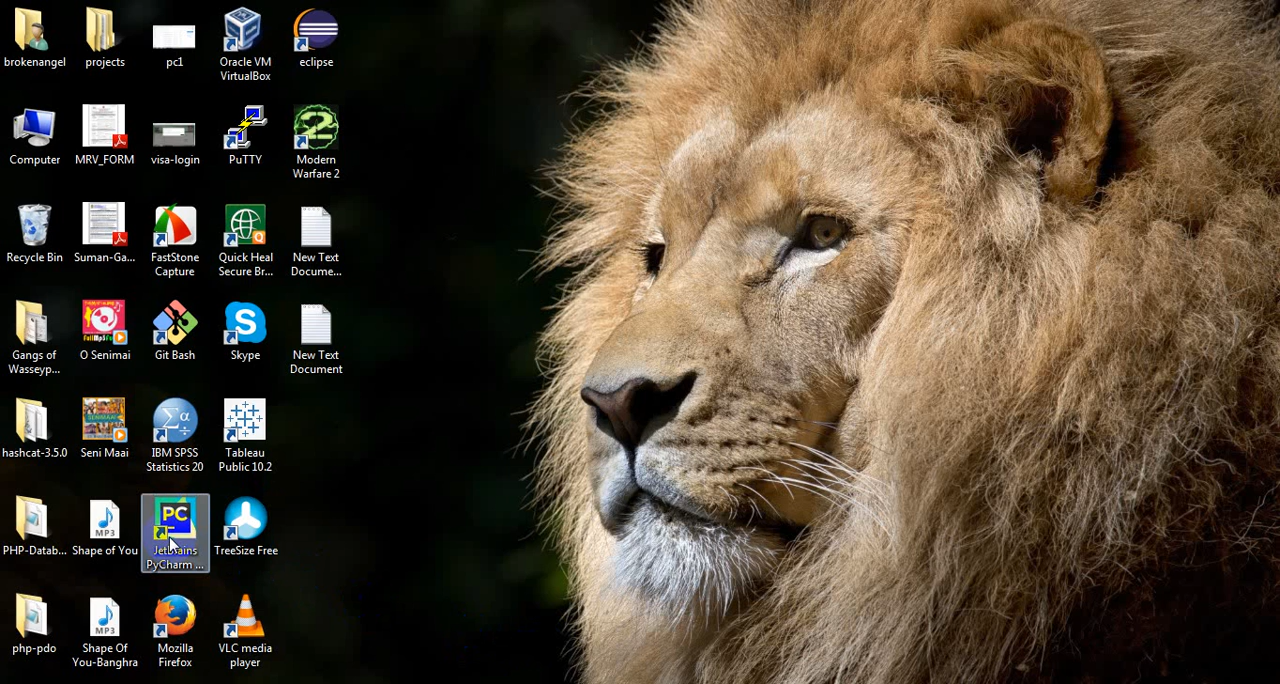 brokenangel
projects
pc1
Oracle VM
VirtualBox
eclipse
Computer
MRV_FORM
visa-login
PuTTY
Modern
Warfare 2
Recycle Bin
Suman-Ga...
FastStone
Capture
Quick Heal
Secure Br...
New Text
Docume...
Gangs of
Wasseyp...
O Senimai
Git Bash
Skype
New Text
Document
hashcat-3.5.0
Seni Maai
IBM SPSS
Statistics 20
Tableau
Public 10.2
PHP-Datab...
MP3
Shape of You
PC
JetBrains
PyCharm ...
TreeSize Free
php-pdo
MP3
Shape Of
You-Banghra
Mozilla
Firefox
VLC media
player